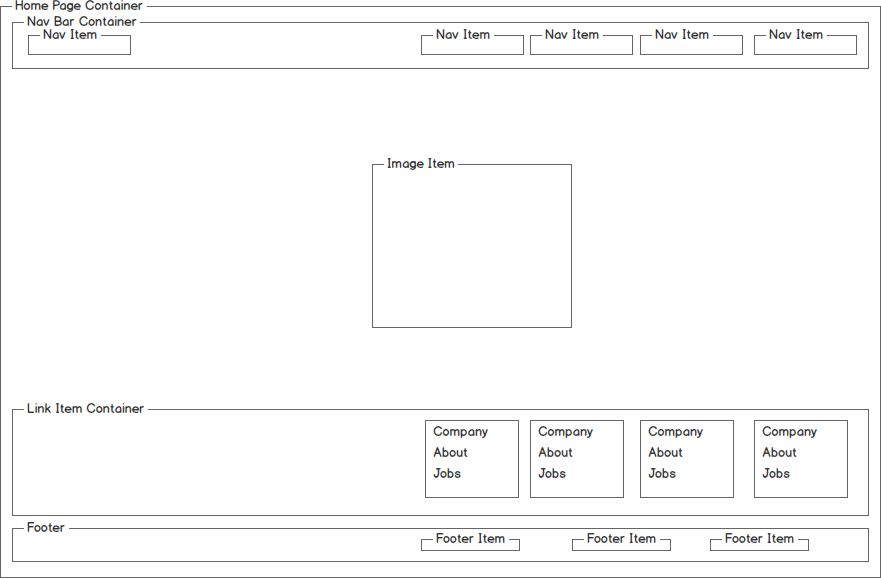 Home Page Container
Nav Bar Container
Nav Item Nav Item Nav Item Nav Item Nav Item
Image Item
Link Item Container
Company Company Company Company
About About About About
Jobs Jobs Jobs Jobs
Footer
Footer Item Footer Item Footer Item